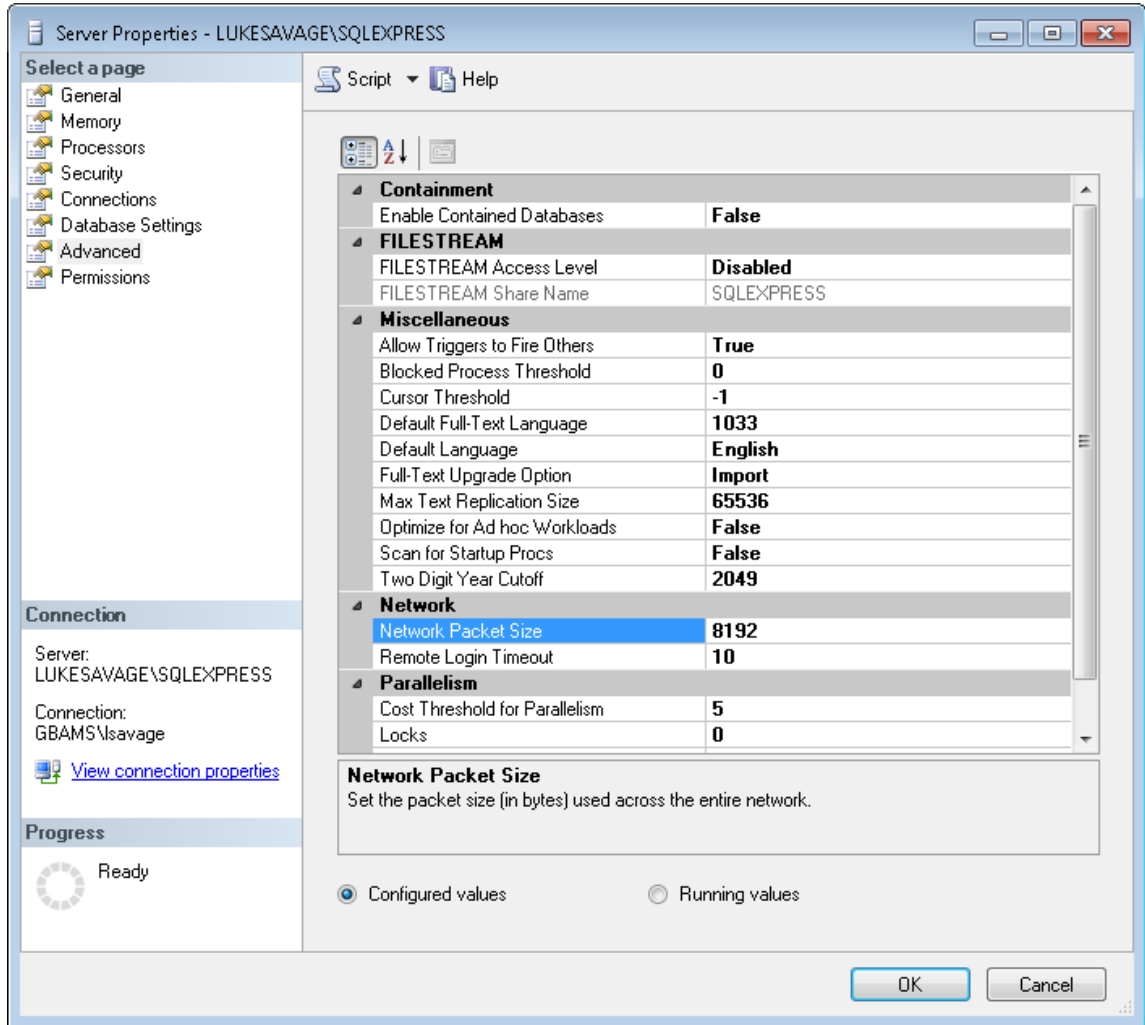 Server Properties - LUKESAVAGE\SQLEXPRESS
Select a page
General
Memory
Processors
Security
Connections
Database Settings
Advanced
Permissions
Connection
Server:
LUKESAVAGE\SQLEXPRESS
Connection:
GBAMS\lsavage
View connection properties
Progress
Ready
Script Help
Containment
Enable Contained Databases False
FILESTREAM
FILESTREAM Access Level Disabled
FILESTREAM Share Name SQLEXPRESS
Miscellaneous
Allow Triggers to Fire Others True
Blocked Process Threshold 0
Cursor Threshold -1
Default Full-Text Language 1033
Default Language English
Full-Text Upgrade Option Import
Max Text Replication Size 65536
Optimize for Ad hoc Workloads False
Scan for Startup Procs False
Two Digit Year Cutoff 2049
Network
Network Packet Size 8192
Remote Login Timeout 10
Parallelism
Cost Threshold for Parallelism 5
Locks 0
Network Packet Size
Set the packet size (in bytes) used across the entire network.
Configured values Running values
OK Cancel